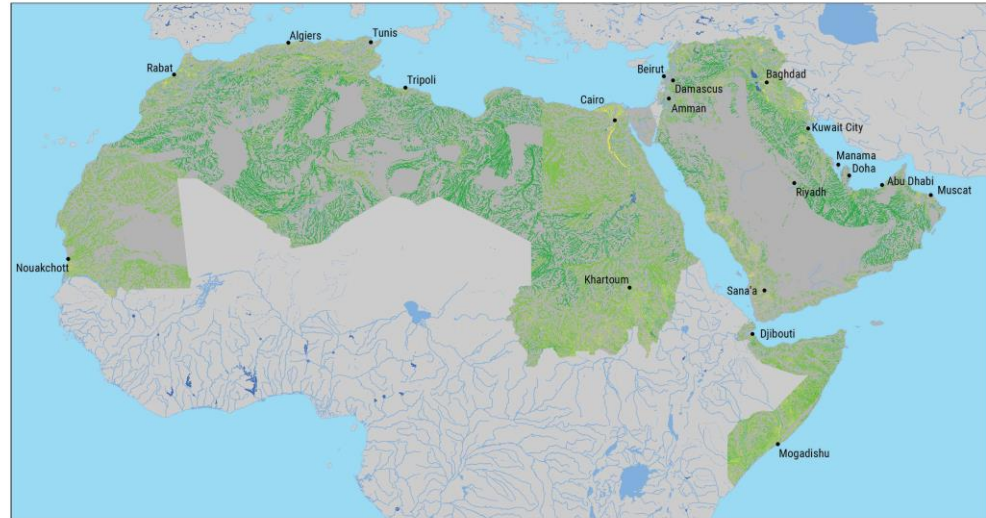 Algiers
Tunis
Rabat
Tripoli
Beirut
Damascus
Baghdad
Cairo
Amman
Kuwait City
Manama
Doha
Abu Dhabi
Riyadh
Muscat
Nouakchott
Khartoum
Sana'a
Djibouti
Mogadishu